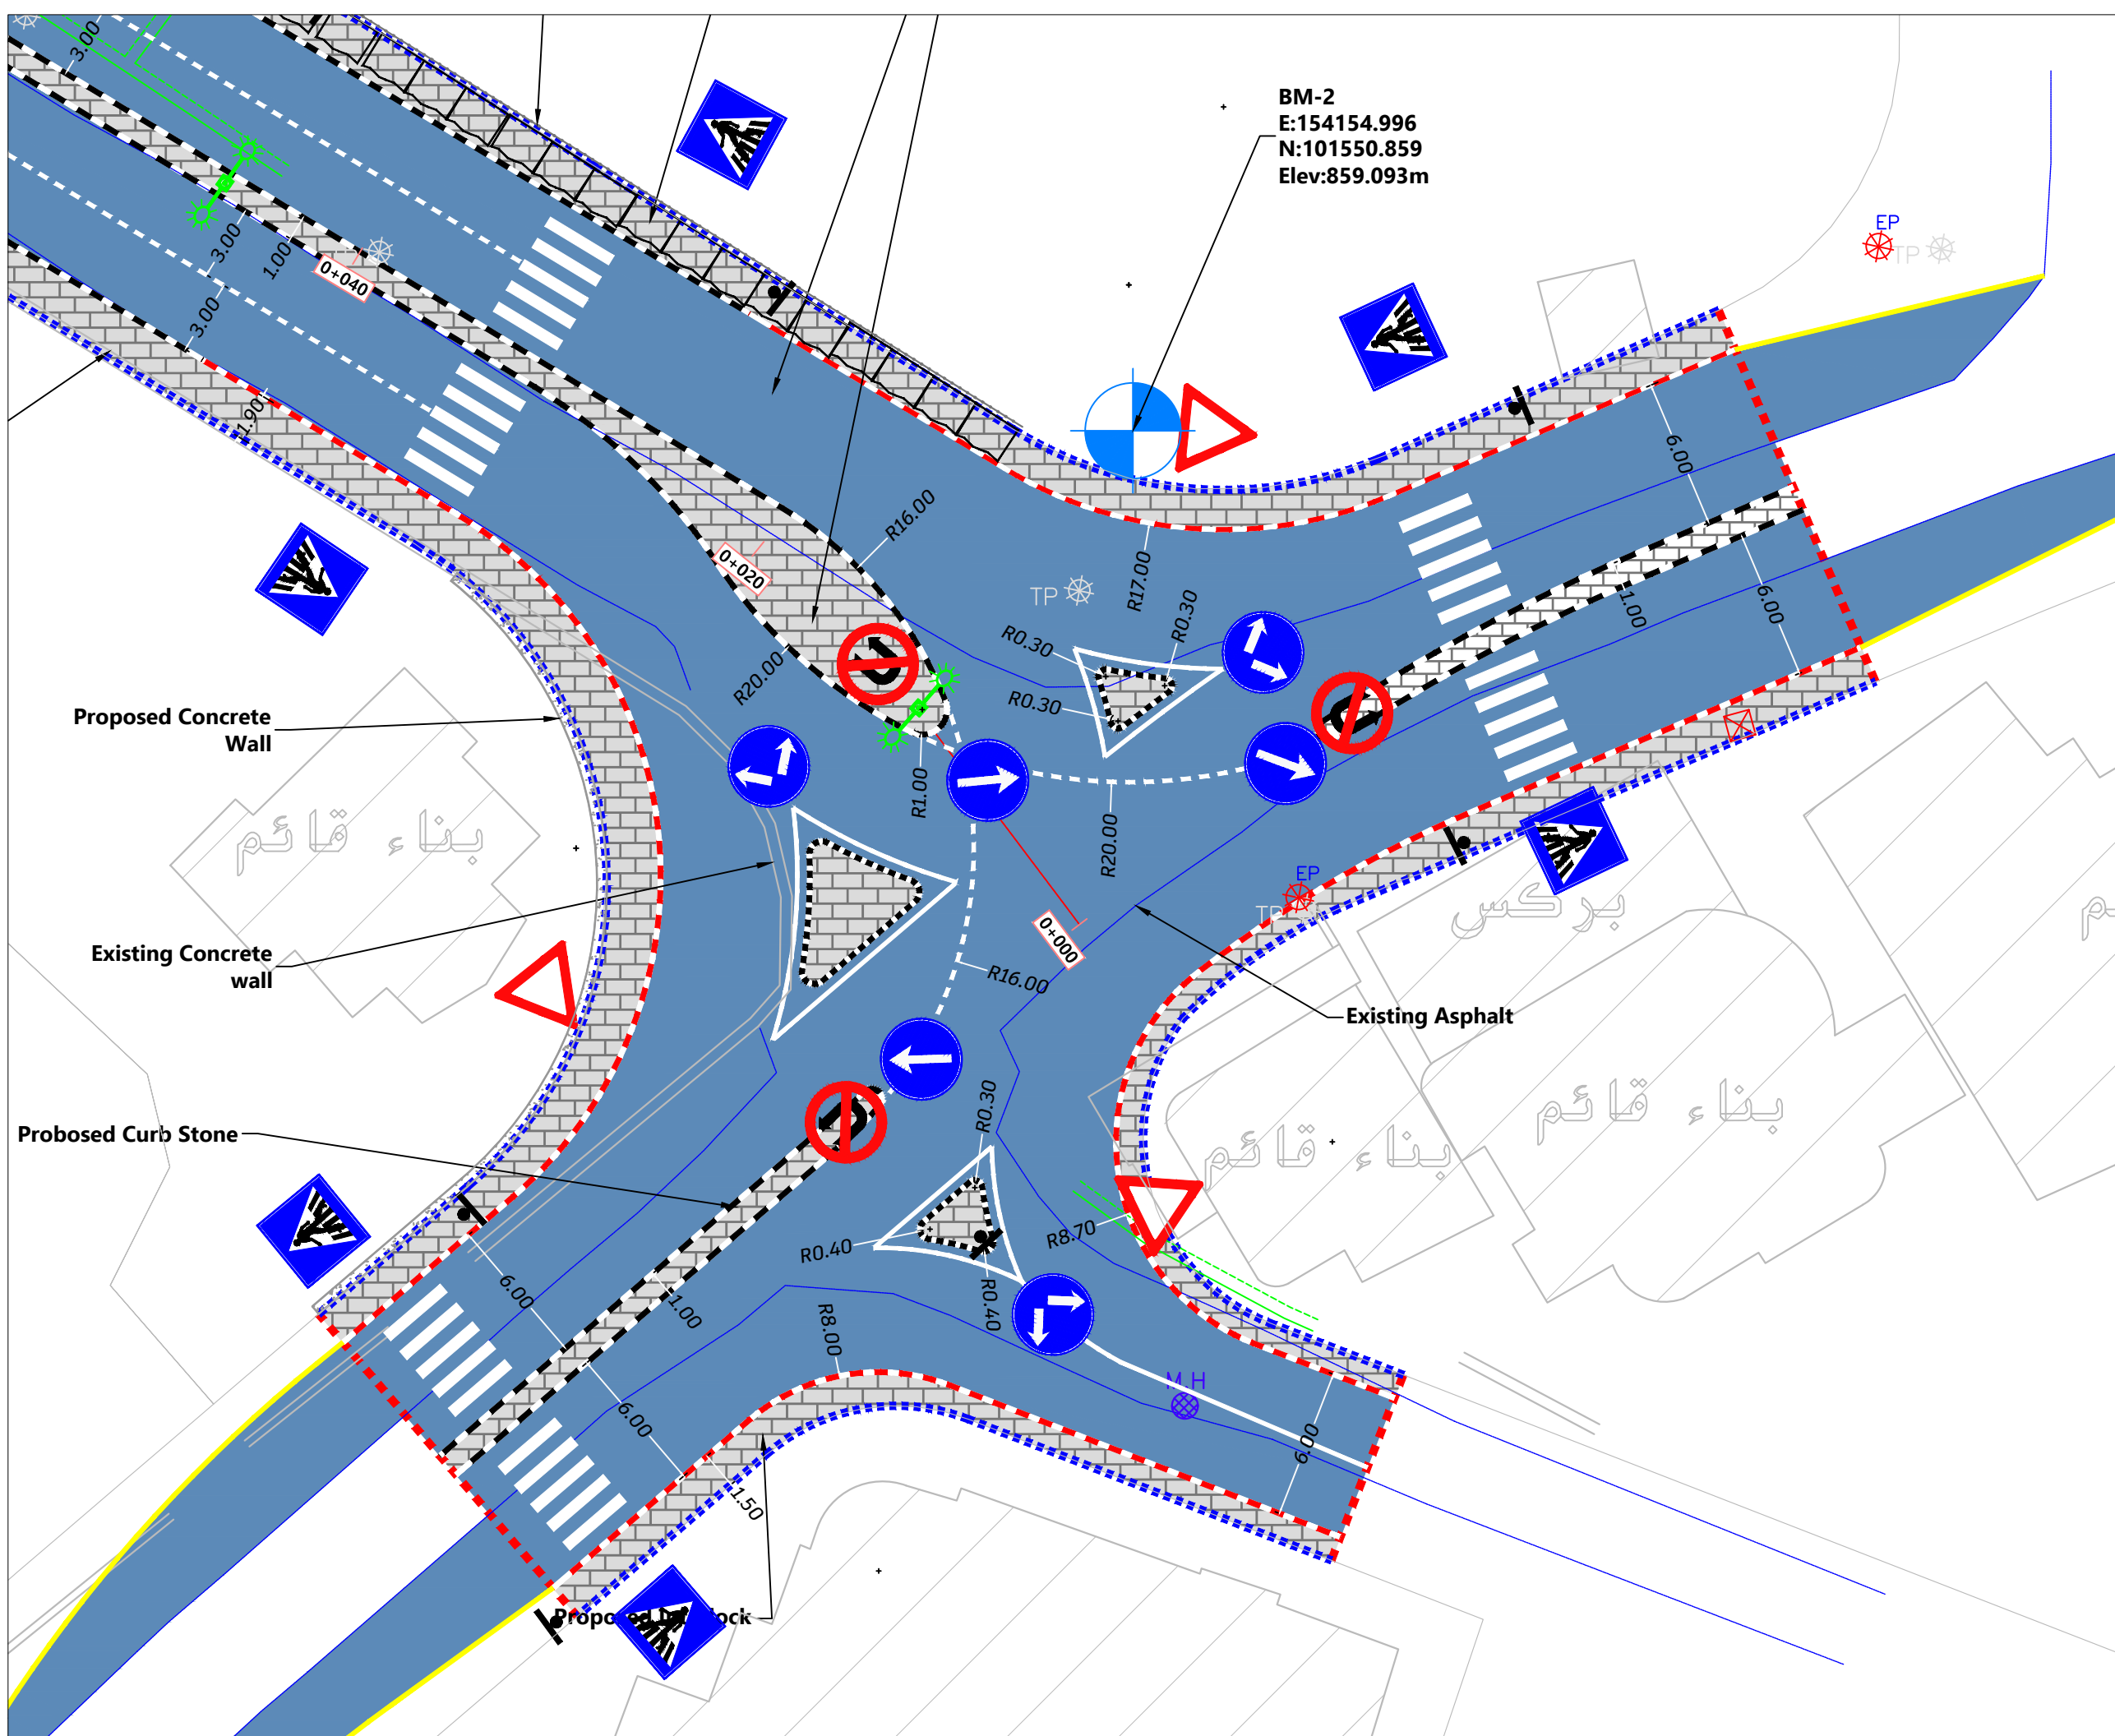 3.00
BM-2
E:154154.996
N:101550.859
Elev:859.093m
EP
TP
3.00
1.00
0+040
3.00
1.90
6.00
R16.00
0+020
R17.00
TP
R0.30
R0.30
1.00
6.00
R20.00
R0.30
Proposed Concrete
Wall
R1.00
بناء قائم
R20.00
EP
بركس
م
0+000
Existing Concrete
wall
R16.00
Existing Asphalt
بناء قائم
Probosed Curb Stone
R0.30
بناء قائم
R8.70
R0.40
6.00
1.00
R0.40
R8.00
M.H
6.00
6.00
1.50